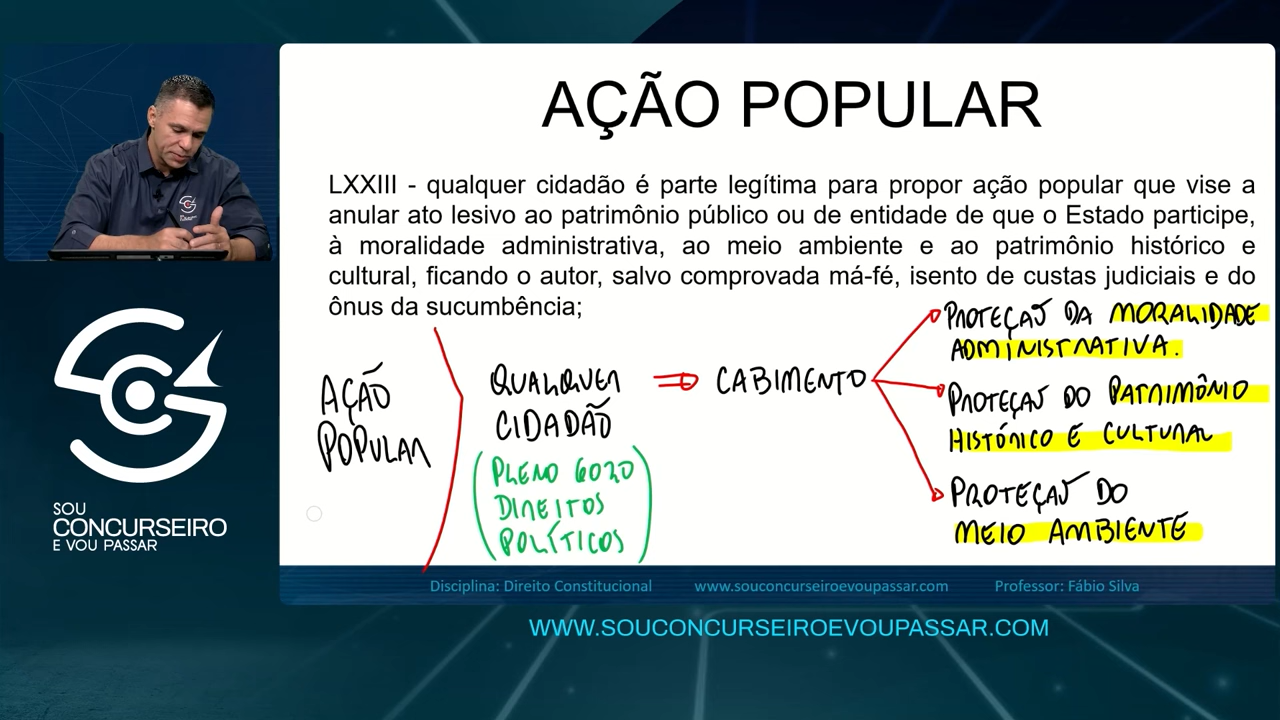 AÇÃO POPULAR
LXXIII - qualquer cidadão é parte legítima para propor ação popular que vise a
anular ato lesivo ao patrimônio público ou de entidade de que o Estado participe,
à moralidade administrativa, ao meio ambiente e ao patrimônio histórico e
cultural, ficando o autor, salvo comprovada má-fé, isento de custas judiciais e do
ônus da sucumbência;
AÇÃO
POPULAR
QUALQUER
CIDADÃO
(PLENO GOZO
DIREITOS
POLÍTICOS)
CABIMENTO
PROTEÇÃO DA MORALIDADE
ADMINISTRATIVA.
PROTEÇÃO DO PATRIMÔNIO
HISTÓRICO E CULTURAL
PROTEÇÃO DO
MEIO AMBIENTE
SOU
CONCURSEIRO
E VOU PASSAR
Disciplina: Direito Constitucional www.souconcurseiroevoupassar.com Professor: Fábio Silva
WWW.SOUCONCURSEIROEVOUPASSAR.COM